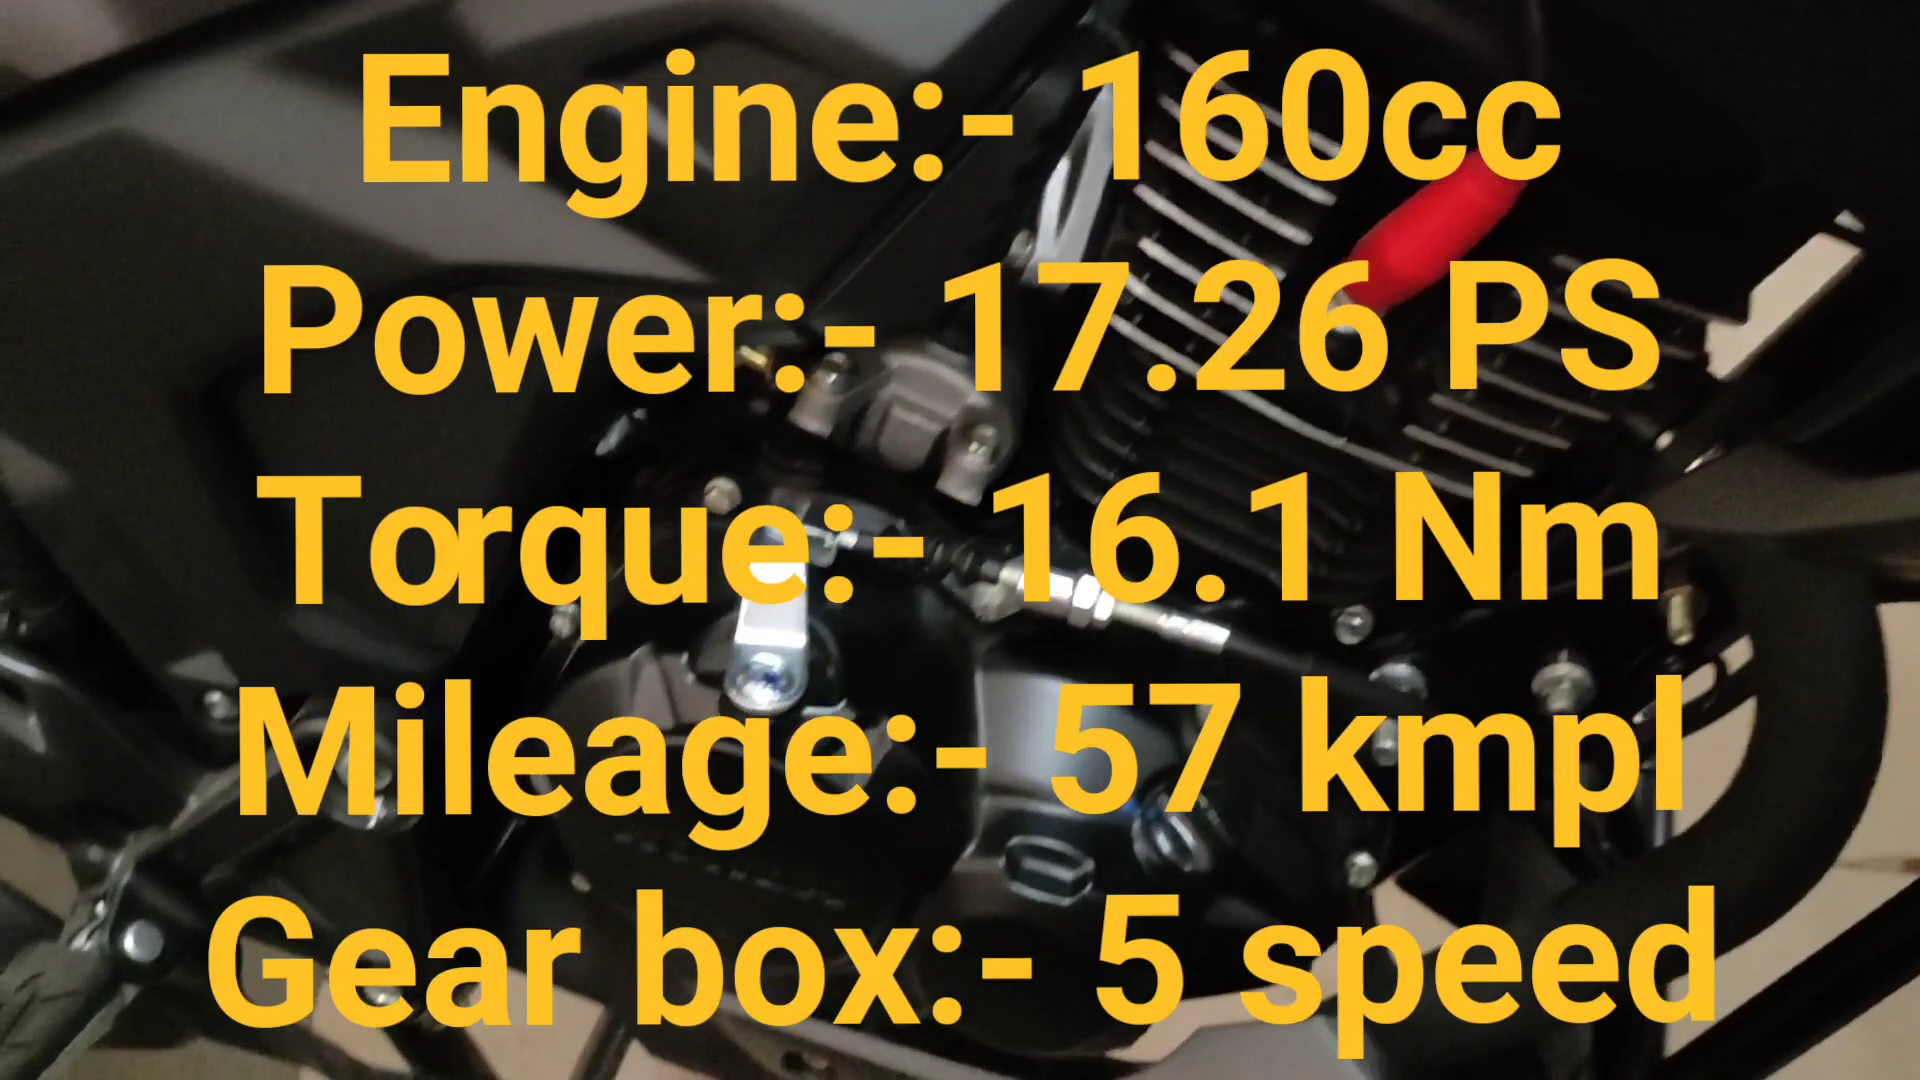 Engine:- 160cc
Power:- 17.26 PS
Torque:- 16.1 Nm
Mileage:- 57 kmpl
Gear box:- 5 speed